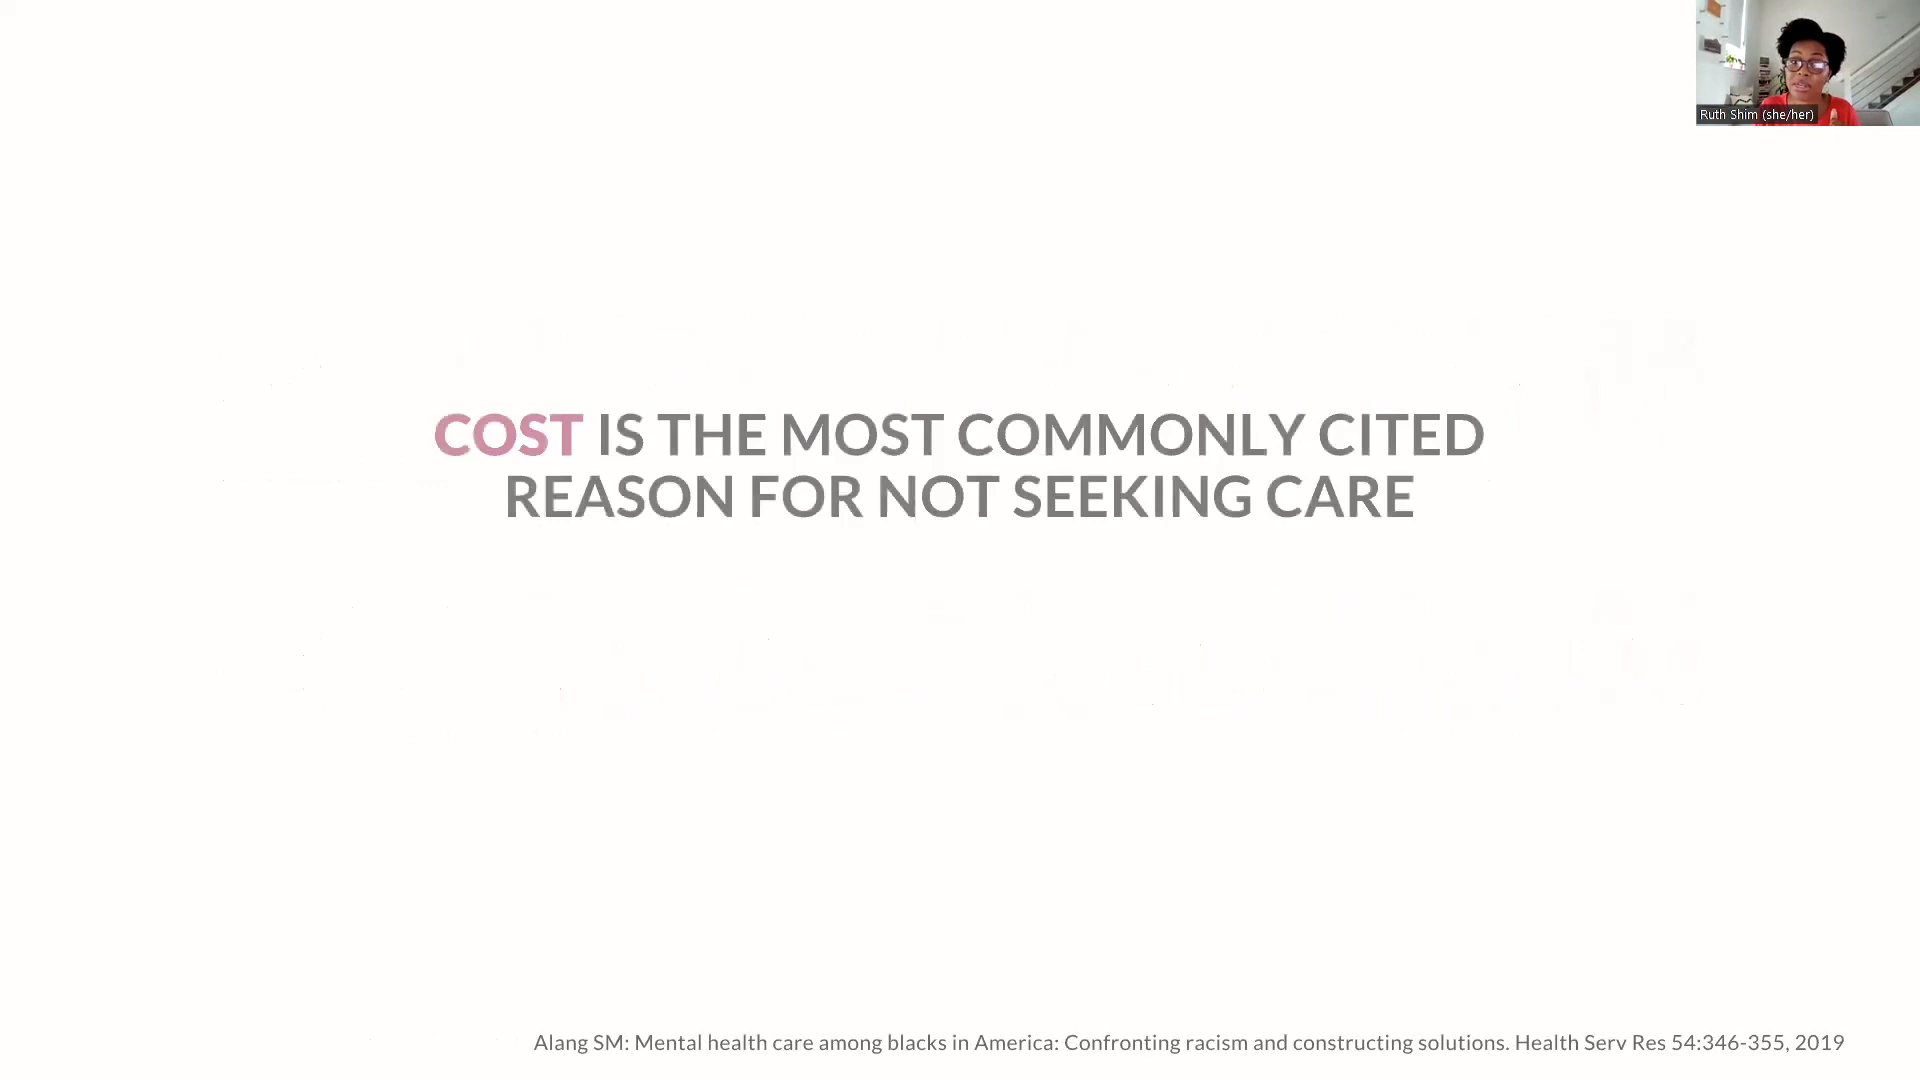 Ruth Shim (she/her)
COST IS THE MOST COMMONLY CITED
REASON FOR NOT SEEKING CARE
Alang SM: Mental health care among blacks in America: Confronting racism and constructing solutions. Health Serv Res 54:346-355, 2019